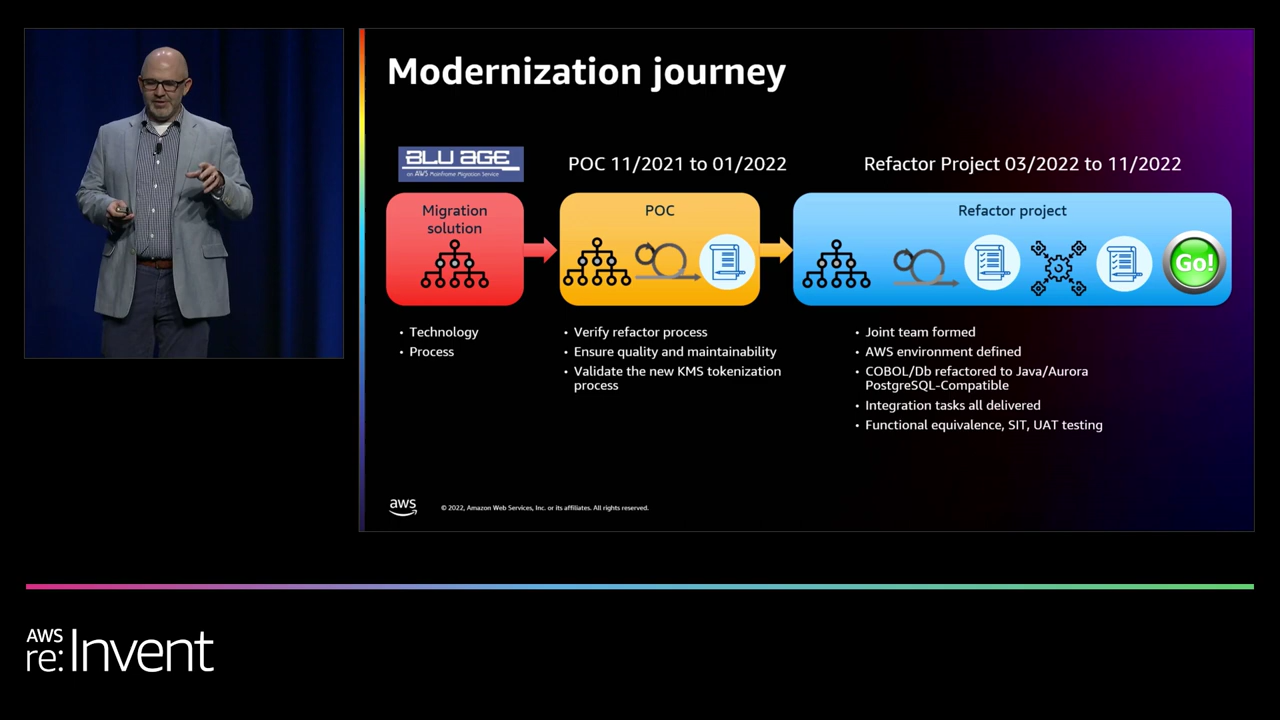 Modernization journey
BLU AGE
on AWS Mainframe Migration Service
POC 11/2021 to 01/2022
Refactor Project 03/2022 to 11/2022
Migration
solution
POC
Refactor project
Go!
• Technology
• Process
• Verify refactor process
• Ensure quality and maintainability
• Validate the new KMS tokenization
process
• Joint team formed
• AWS environment defined
• COBOL/Db refactored to Java/Aurora
PostgreSQL-Compatible
• Integration tasks all delivered
• Functional equivalence, SIT, UAT testing
aws
© 2022, Amazon Web Services, Inc. or its affiliates. All rights reserved.
AWS
re:Invent